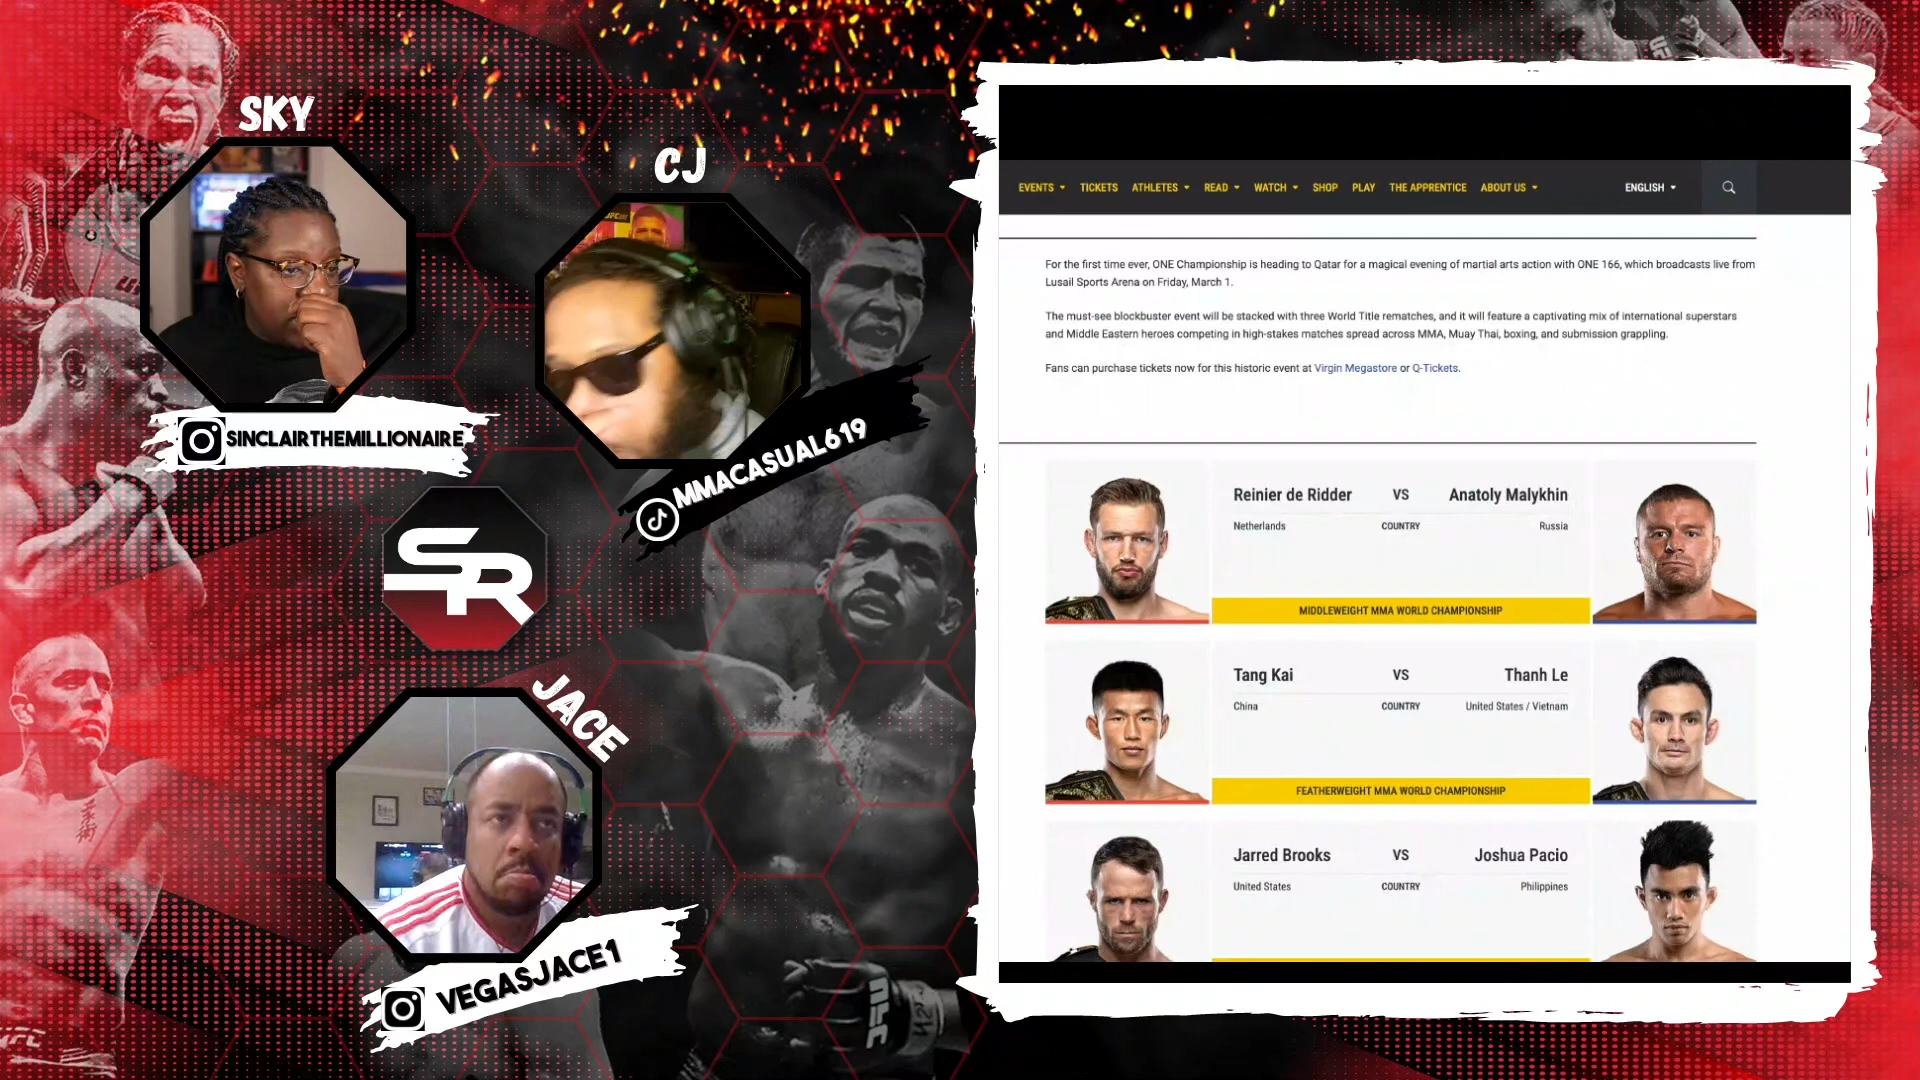 SKY
CJ
SINCLAIRTHEMILLIONAIRE
MMACASUAL619
SR
JACE
VEGASJACE1
EVENTS TICKETS ATHLETES READ WATCH SHOP PLAY THE APPRENTICE ABOUT US ENGLISH
For the first time ever, ONE Championship is heading to Qatar for a magical evening of martial arts action with ONE 166, which broadcasts live from
Lusail Sports Arena on Friday, March 1.
The must-see blockbuster event will be stacked with three World Title rematches, and it will feature a captivating mix of international superstars
and Middle Eastern heroes competing in high-stakes matches spread across MMA, Muay Thai, boxing, and submission grappling.
Fans can purchase tickets now for this historic event at Virgin Megastore or Q-Tickets.
Reinier de Ridder VS Anatoly Malykhin
Netherlands COUNTRY Russia
MIDDLEWEIGHT MMA WORLD CHAMPIONSHIP
Tang Kai VS Thanh Le
China COUNTRY United States / Vietnam
FEATHERWEIGHT MMA WORLD CHAMPIONSHIP
Jarred Brooks VS Joshua Pacio
United States COUNTRY Philippines